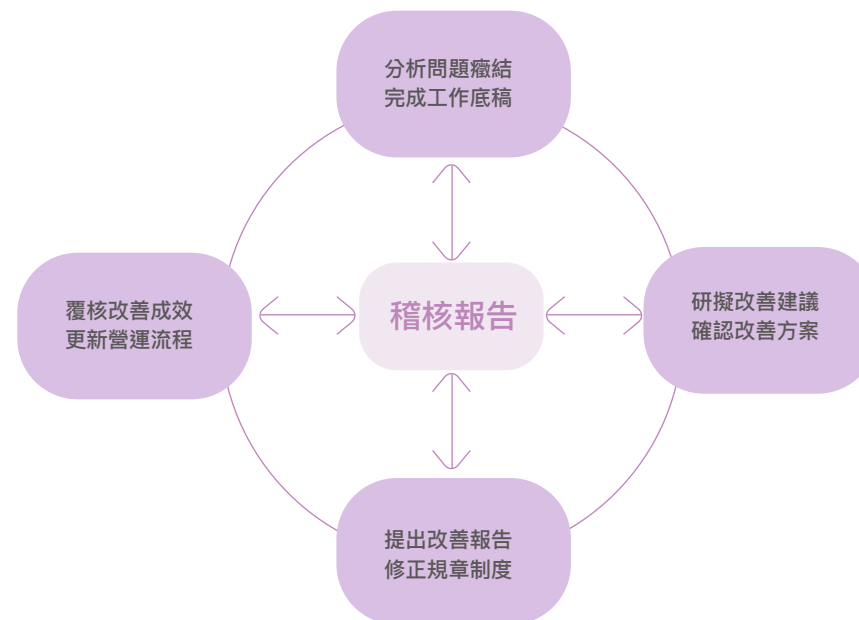 分析問題癥結
完成工作底稿
覆核改善成效
更新營運流程
稽核報告
研擬改善建議
確認改善方案
提出改善報告
修正規章制度